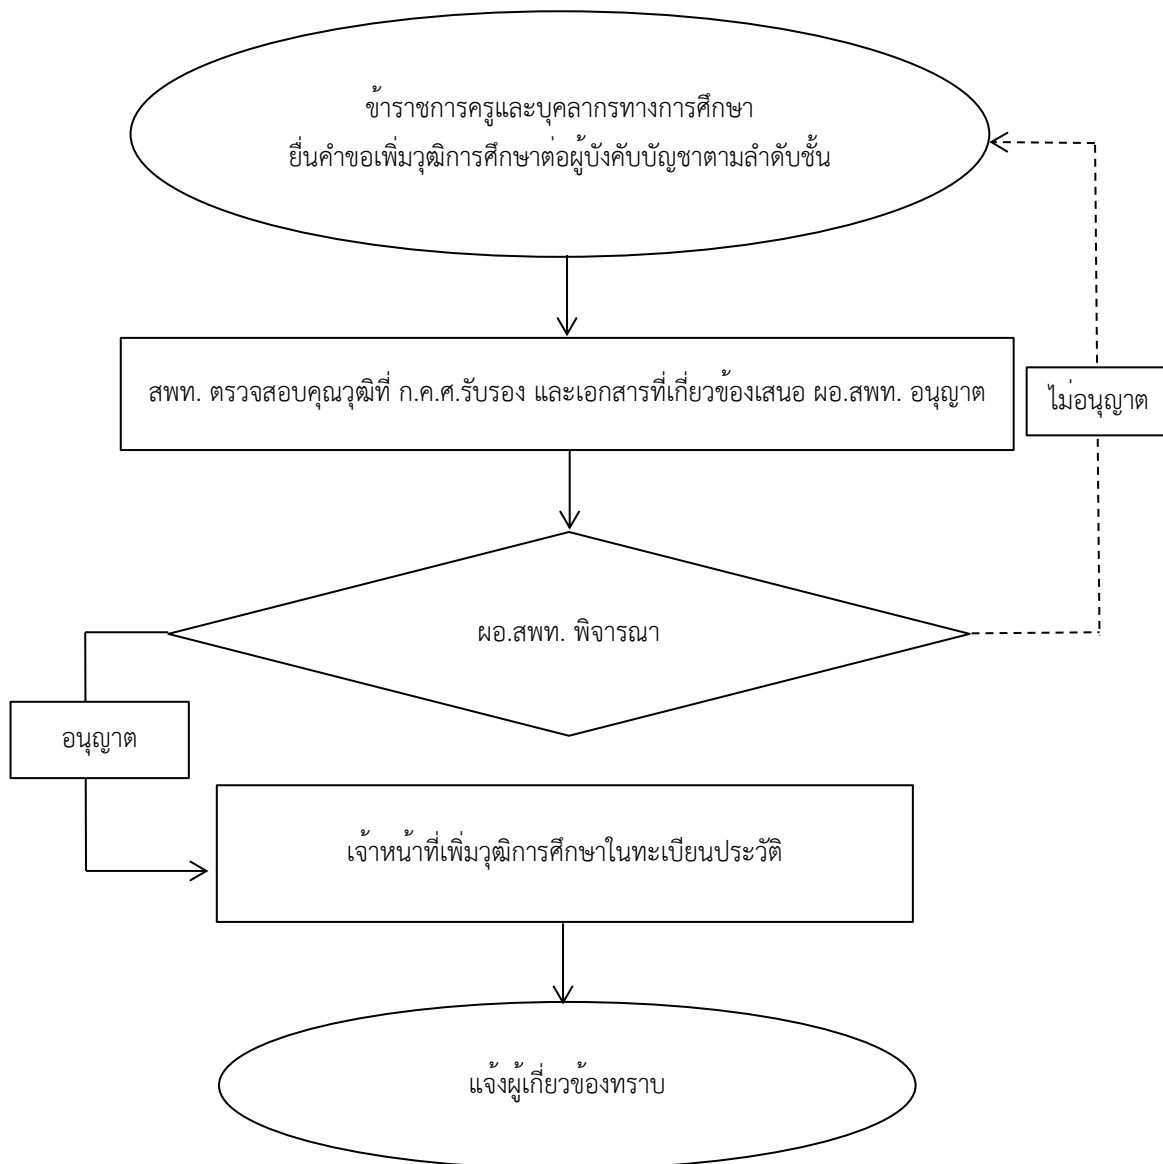 ข้าราชการครูและบุคลากรทางการศึกษา
ยื่นคำขอเพิ่มวุฒิการศึกษาต่อผู้บังคับบัญชาตามลำดับชั้น
สพท. ตรวจสอบคุณวุฒิที่ ก.ค.ศ.รับรอง และเอกสารที่เกี่ยวข้องเสนอ ผอ.สพท. อนุญาต
ไม่อนุญาต
ผอ.สพท. พิจารณา
อนุญาต
เจ้าหน้าที่เพิ่มวุฒิการศึกษาในทะเบียนประวัติ
แจ้งผู้เกี่ยวข้องทราบ